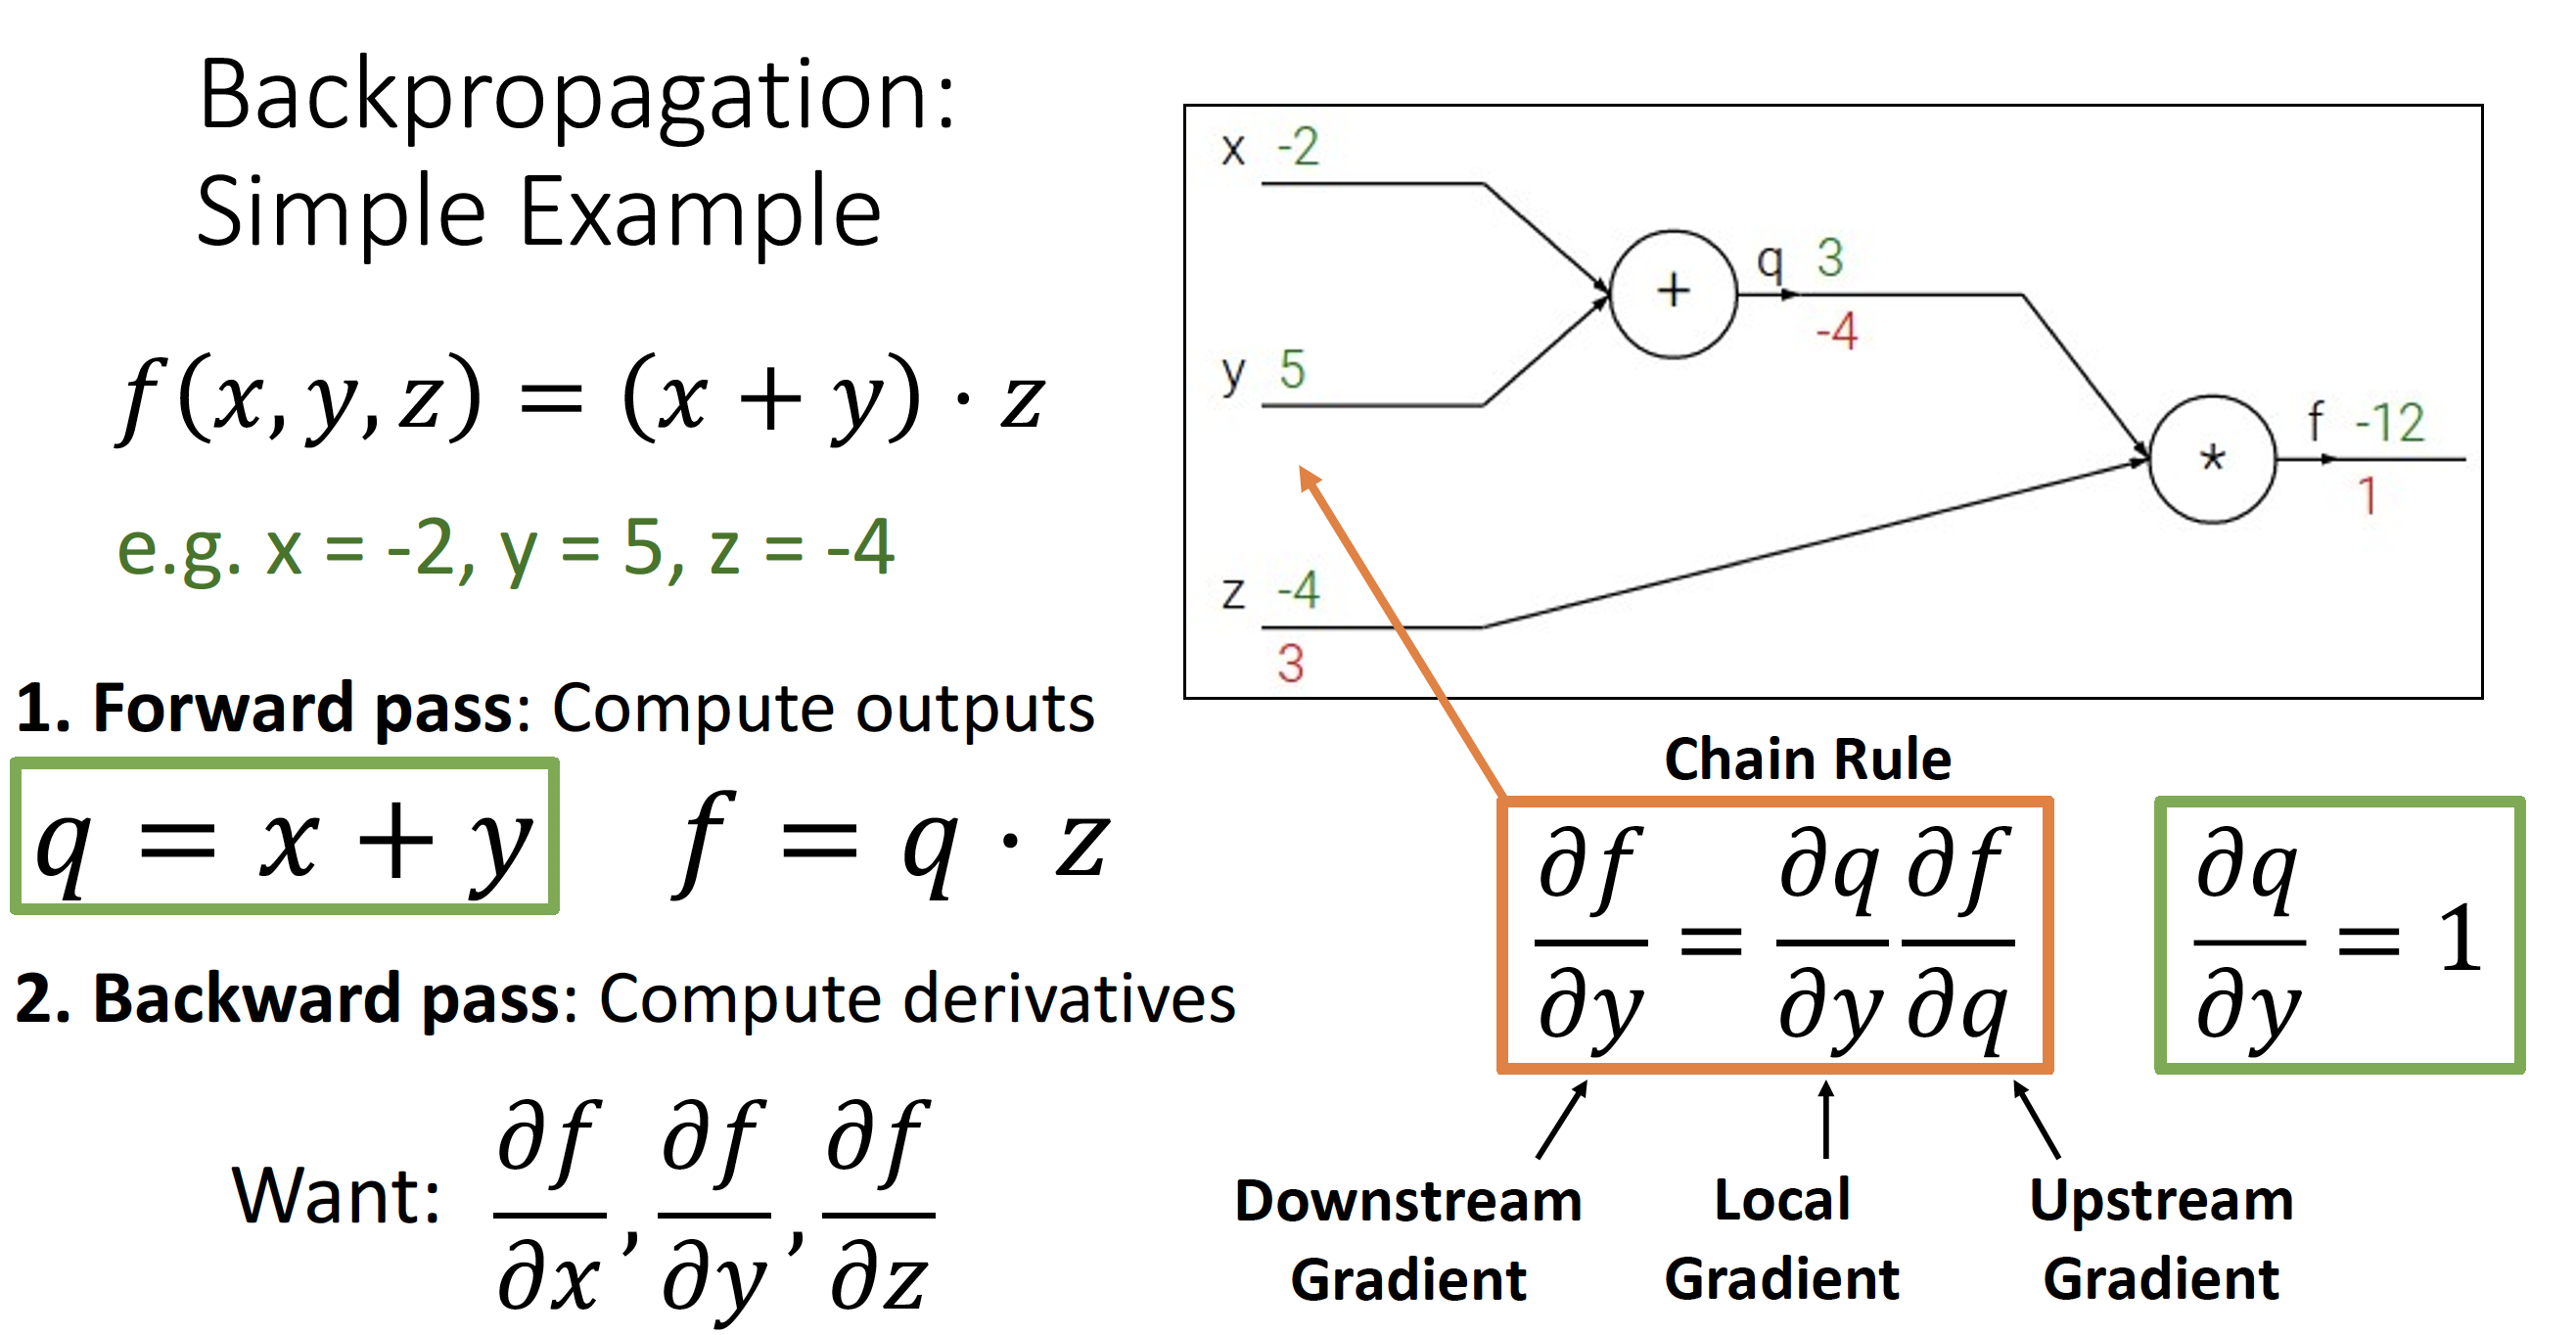 Backpropagation:
Simple Example
f(x, y, z) = (x + y) · z
e.g. x = -2, y = 5, z = -4
1. Forward pass: Compute outputs
q = x + y
f = q · z
2. Backward pass: Compute derivatives
Want: ∂f/∂x, ∂f/∂y, ∂f/∂z
x -2
y 5
z -4
3
+
q 3
-4
*
f -12
1
Chain Rule
∂f/∂y = ∂q/∂y ∂f/∂q
∂q/∂y = 1
Downstream
Gradient
Local
Gradient
Upstream
Gradient